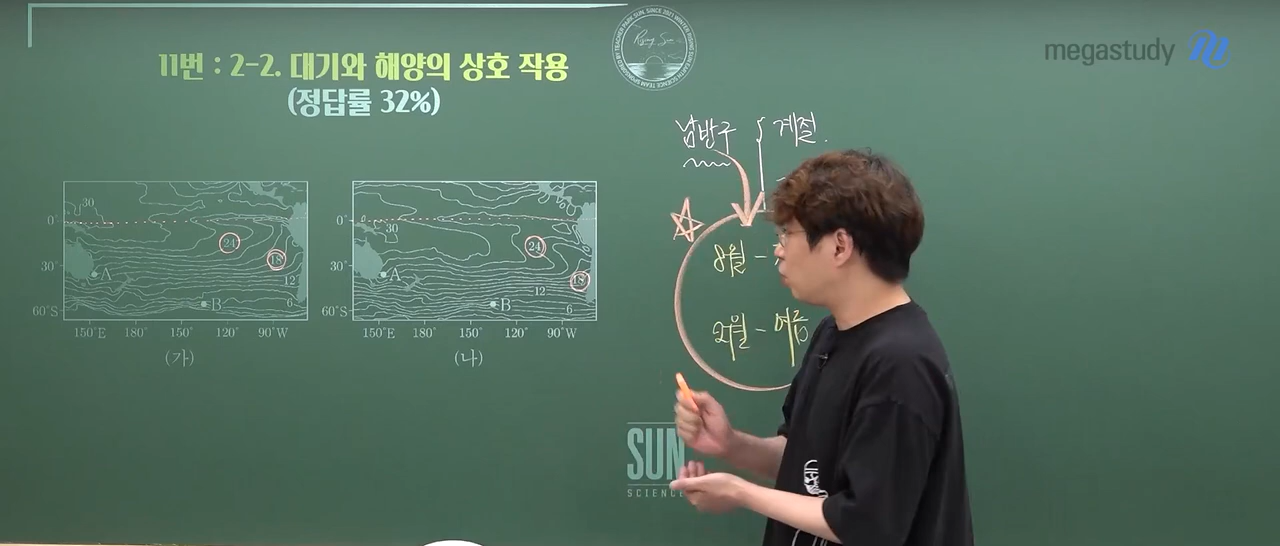 11번 : 2-2. 대기와 해양의 상호 작용
(정답률 32%)
megastudy
남방구 계절.
8월 -
2월 - 여름
30
0°
24
18
30°
A
12
B
6
60°S
150°E 180° 150° 120° 90°W
(가)
0°
30
24
18
30°
A
12
B
6
60°S
150°E 180° 150° 120° 90°W
(나)
SUN
SCIENCE